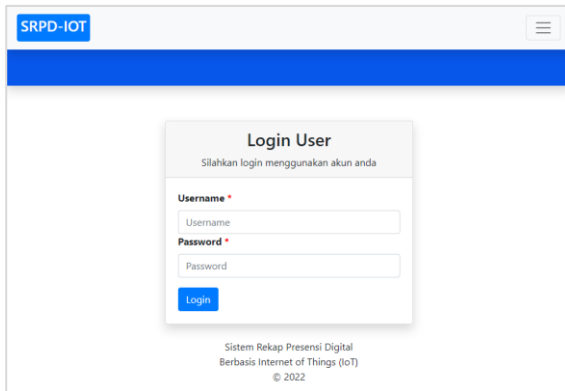 SRPD-IOT
Login User
Silahkan login menggunakan akun anda
Username *
Username
Password *
Password
Login
Sistem Rekap Presensi Digital
Berbasis Internet of Things (IoT)
© 2022